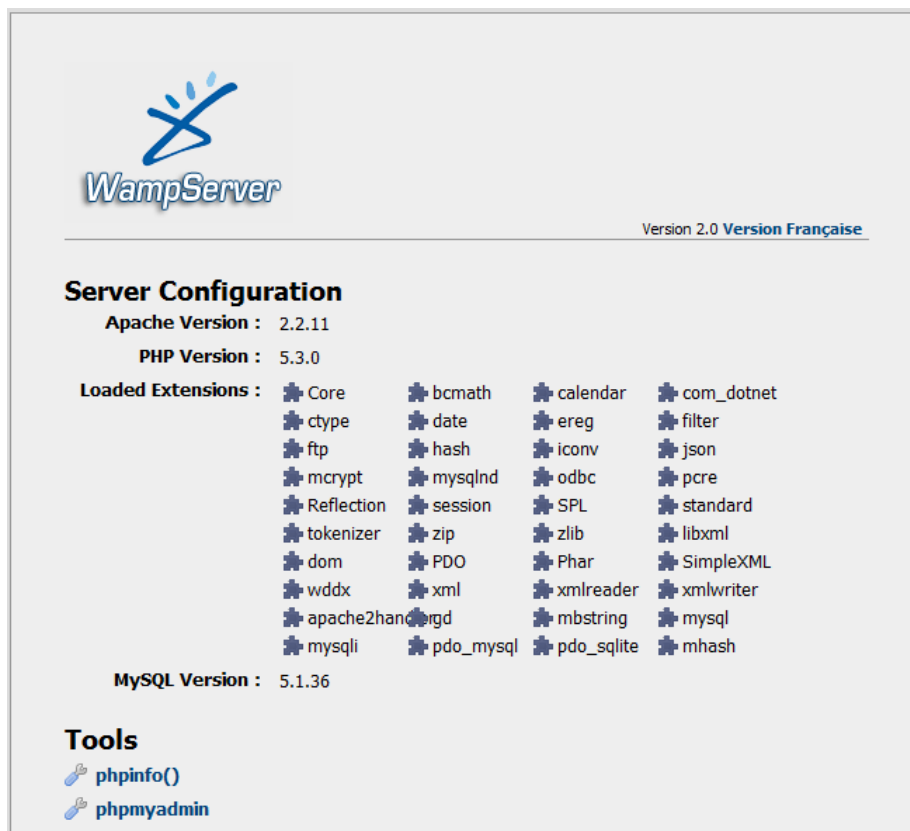 WampServer
Version 2.0 Version Française
Server Configuration
Apache Version : 2.2.11
PHP Version : 5.3.0
Loaded Extensions : Core bcmath calendar com_dotnet
ctype date ereg filter
ftp hash iconv json
mcrypt mysqlnd odbc pcre
Reflection session SPL standard
tokenizer zip zlib libxml
dom PDO Phar SimpleXML
wddx xml xmlreader xmlwriter
gd mbstring mysql
mysqli pdo_mysql pdo_sqlite mhash
MySQL Version : 5.1.36
Tools
phpinfo()
phpmyadmin